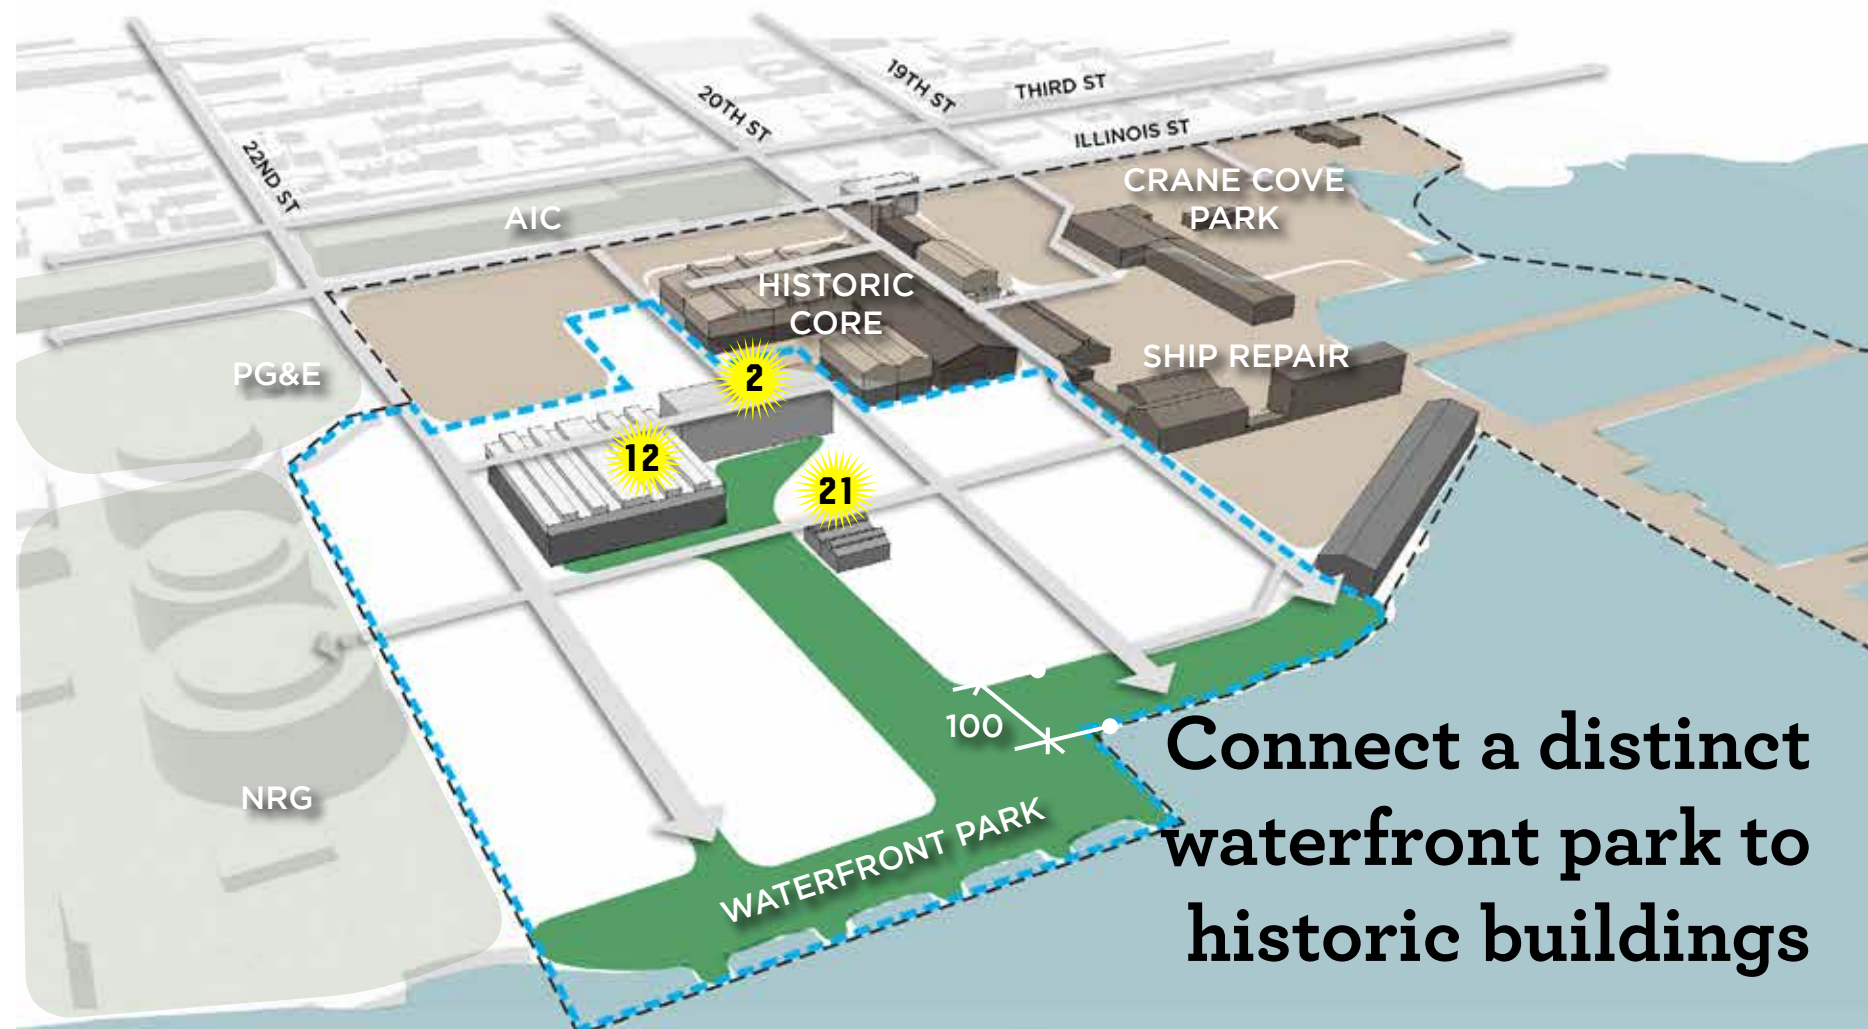 19TH ST
THIRD ST
20TH ST
ILLINOIS ST
22ND ST
CRANE COVE
PARK
AIC
HISTORIC
CORE
SHIP REPAIR
PG&E
2
12
21
100
NRG
WATERFRONT PARK
Connect a distinct
waterfront park to
historic buildings